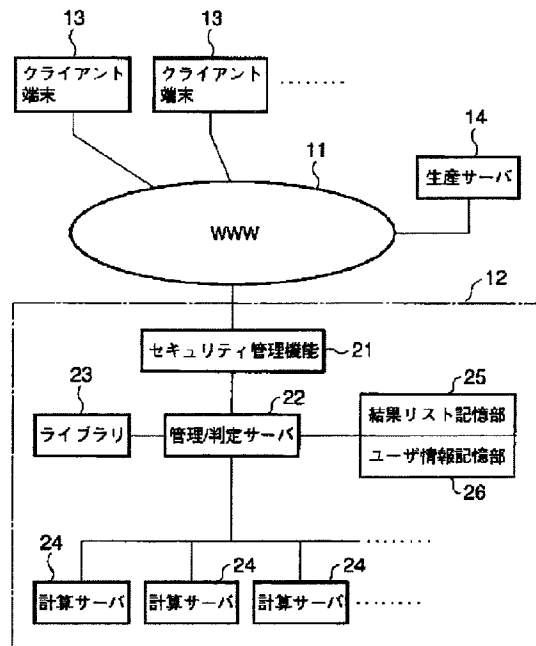 13
13
クライアント
端末
クライアント
端末
14
11
生産サーバ
WWW
12
セキュリティ管理機能
21
23
22
25
ライブラリ
管理/判定サーバ
結果リスト記憶部
ユーザ情報記憶部
26
24
24
24
計算サーバ
計算サーバ
計算サーバ